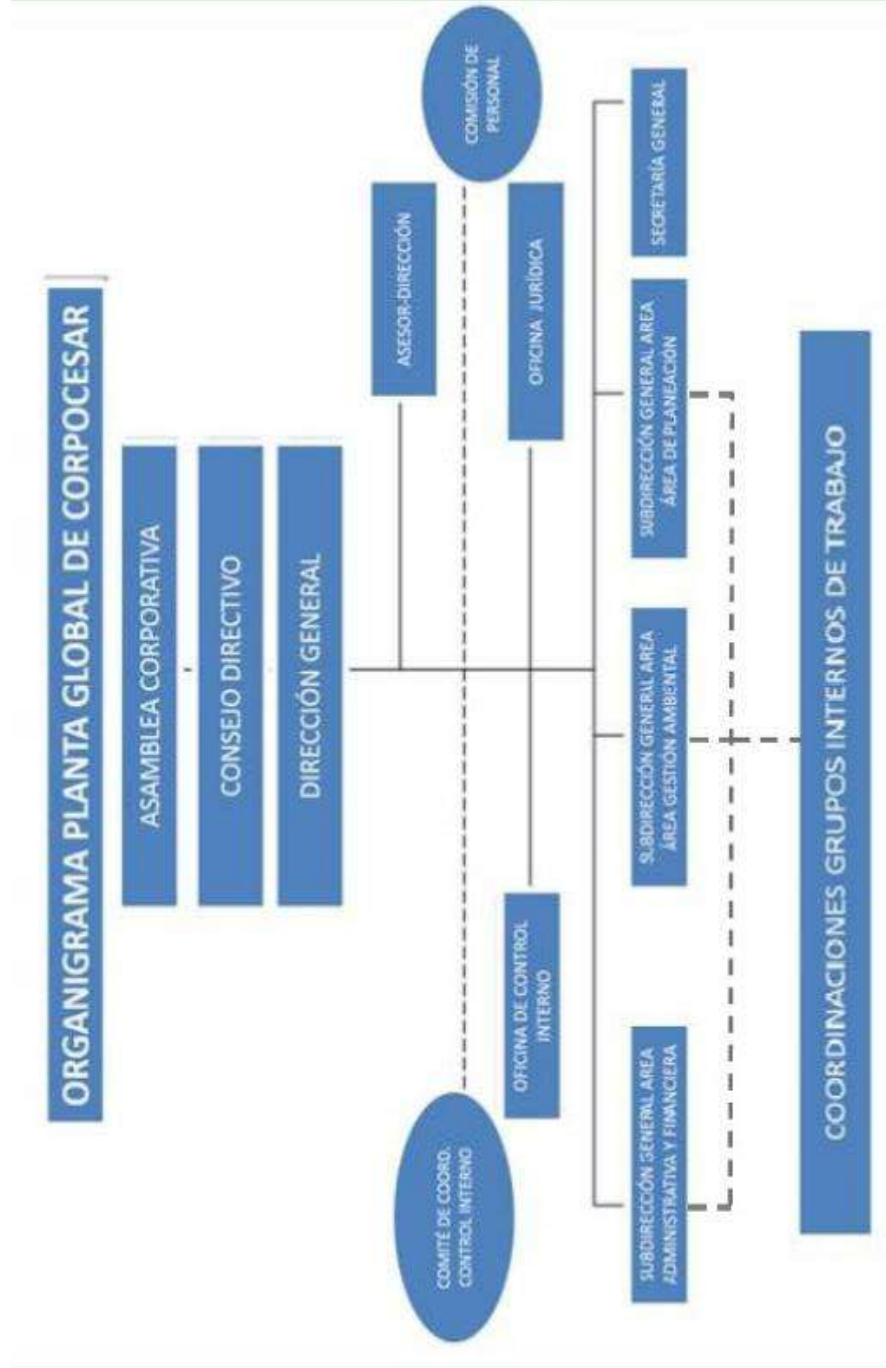 ORGANIGRAMA PLANTA GLOBAL DE CORPOCESAR
ASAMBLEA CORPORATIVA
CONSEJO DIRECTIVO
DIRECCIÓN GENERAL
ASESOR-DIRECCIÓN
COMITÉ DE COORD.
CONTROL INTERNO
COMISIÓN DE
PERSONAL
OFICINA DE CONTROL
INTERNO
OFICINA JURÍDICA
SUBDIRECCIÓN GENERAL AREA
ADMINISTRATIVA Y FINANCIERA
SUBDIRECCIÓN GENERAL AREA
ÁREA GESTIÓN AMBIENTAL
SUBDIRECCIÓN GENERAL AREA
ÁREA DE PLANEACIÓN
SECRETARÍA GENERAL
COORDINACIONES GRUPOS INTERNOS DE TRABAJO